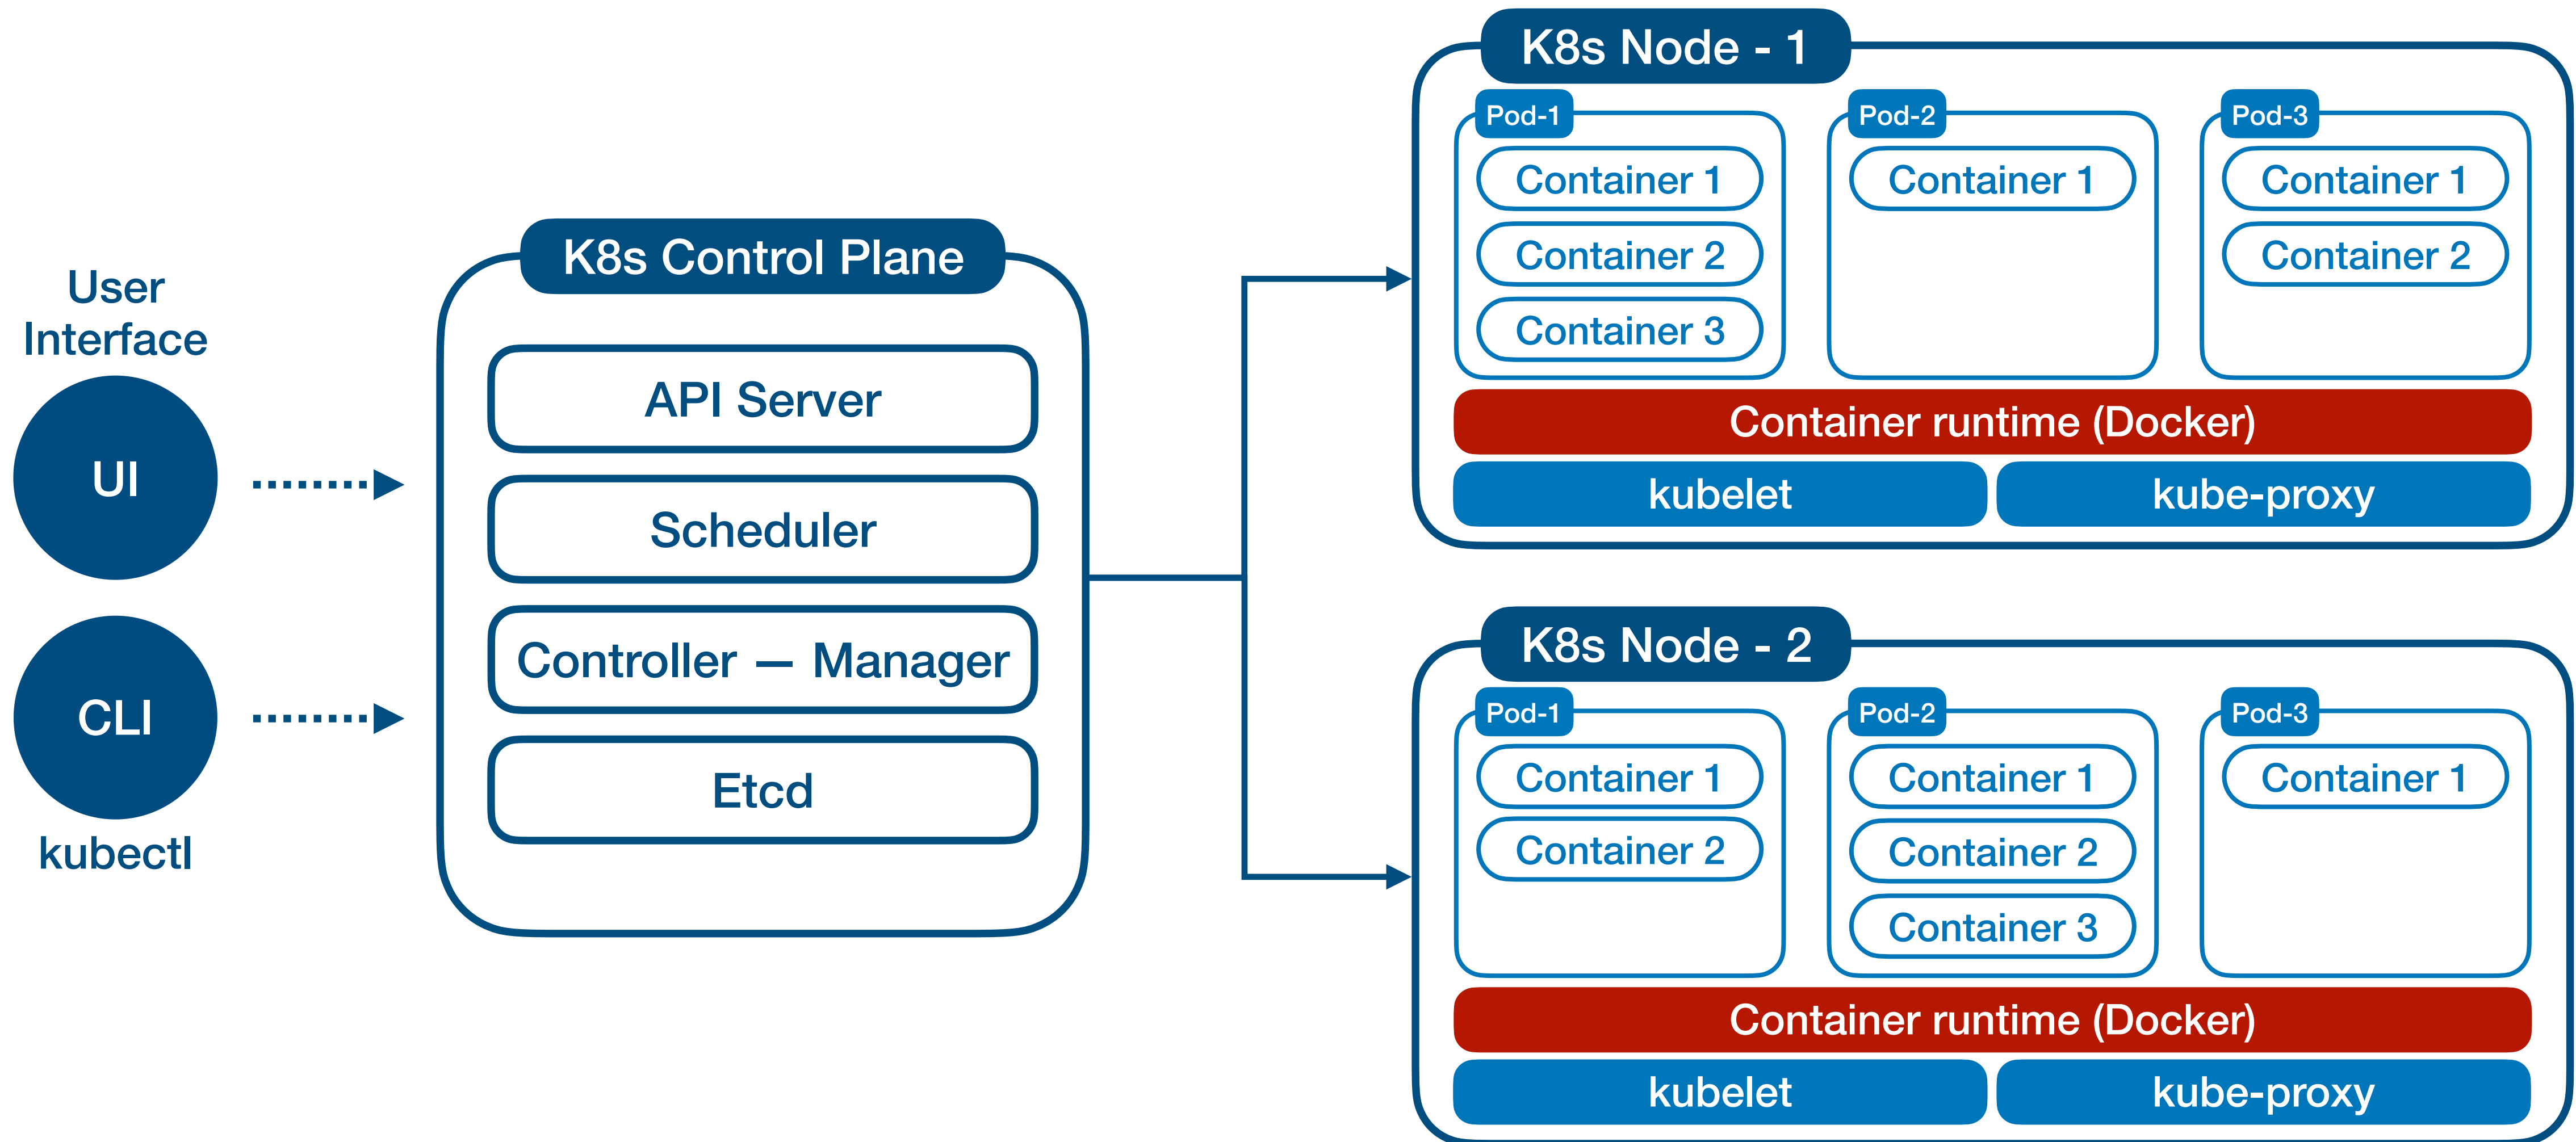 User
Interface
UI
CLI
kubectl
K8s Control Plane
API Server
Scheduler
Controller — Manager
Etcd
K8s Node - 1
Pod-1
Container 1
Container 2
Container 3
Pod-2
Container 1
Pod-3
Container 1
Container 2
Container runtime (Docker)
kubelet
kube-proxy
K8s Node - 2
Pod-1
Container 1
Container 2
Pod-2
Container 1
Container 2
Container 3
Pod-3
Container 1
Container runtime (Docker)
kubelet
kube-proxy